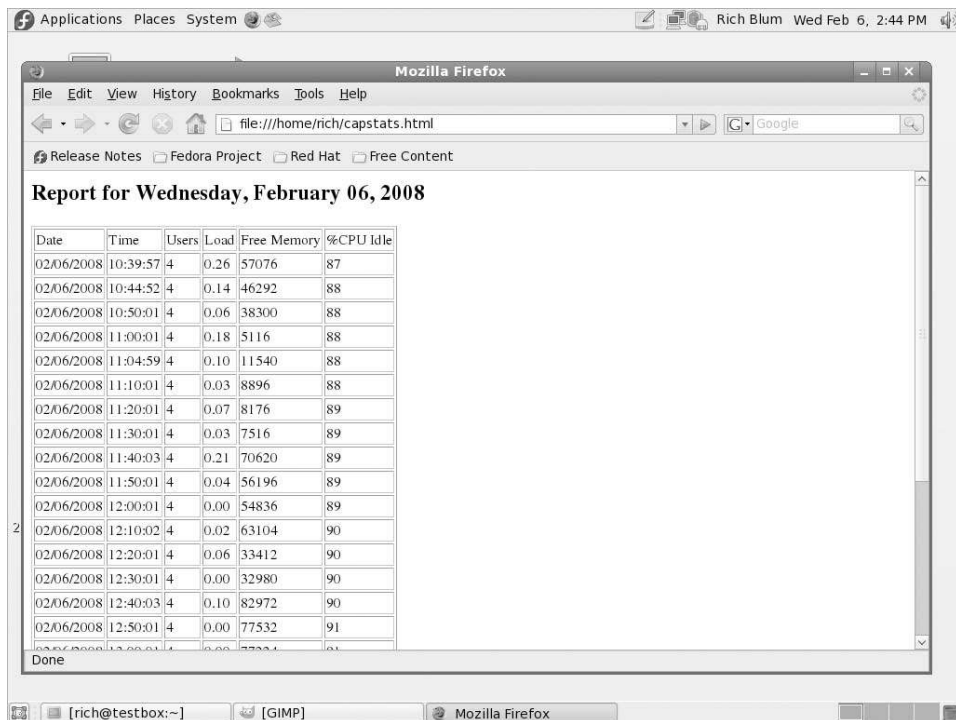 Applications Places System Rich Blum Wed Feb 6, 2:44 PM
Mozilla Firefox
File Edit View History Bookmarks Tools Help
file:///home/rich/capstats.html G Google
Release Notes Fedora Project Red Hat Free Content
Report for Wednesday, February 06, 2008
Date Time Users Load Free Memory %CPU Idle
02/06/2008 10:39:57 4 0.26 57076 87
02/06/2008 10:44:52 4 0.14 46292 88
02/06/2008 10:50:01 4 0.06 38300 88
02/06/2008 11:00:01 4 0.18 5116 88
02/06/2008 11:04:59 4 0.10 11540 88
02/06/2008 11:10:01 4 0.03 8896 88
02/06/2008 11:20:01 4 0.07 8176 89
02/06/2008 11:30:01 4 0.03 7516 89
02/06/2008 11:40:03 4 0.21 70620 89
02/06/2008 11:50:01 4 0.04 56196 89
02/06/2008 12:00:01 4 0.00 54836 89
2
02/06/2008 12:10:02 4 0.02 63104 90
02/06/2008 12:20:01 4 0.06 33412 90
02/06/2008 12:30:01 4 0.00 32980 90
02/06/2008 12:40:03 4 0.10 82972 90
02/06/2008 12:50:01 4 0.00 77532 91
Done
[rich@testbox:~] [GIMP] Mozilla Firefox